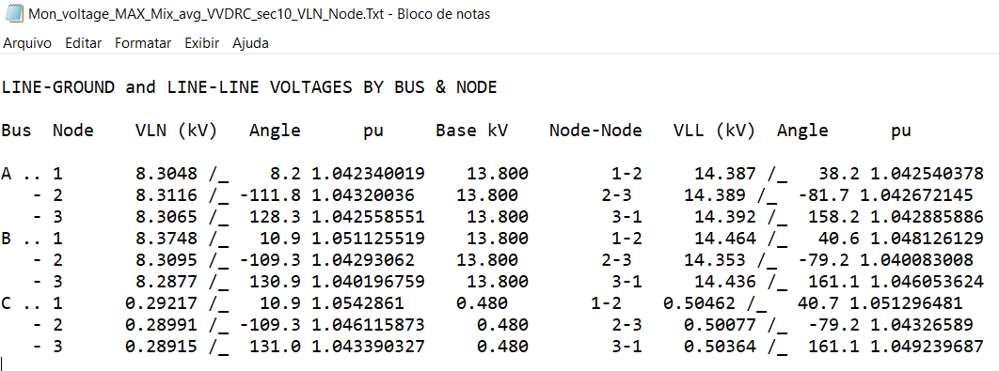 Mon_voltage_MAX_Mix_avg_VVDRC_sec10_VLN_Node.Txt - Bloco de notas
Arquivo Editar Formatar Exibir Ajuda
LINE-GROUND and LINE-LINE VOLTAGES BY BUS & NODE
Bus Node VLN (kV) Angle pu Base kV Node-Node VLL (kV) Angle pu
A .. 1 8.3048 /_ 8.2 1.042340019 13.800 1-2 14.387 /_ 38.2 1.042540378
- 2 8.3116 /_ -111.8 1.04320036 13.800 2-3 14.389 /_ -81.7 1.042672145
- 3 8.3065 /_ 128.3 1.042558551 13.800 3-1 14.392 /_ 158.2 1.042885886
B .. 1 8.3748 /_ 10.9 1.051125519 13.800 1-2 14.464 /_ 40.6 1.048126129
- 2 8.3095 /_ -109.3 1.04293062 13.800 2-3 14.353 /_ -79.2 1.040083008
- 3 8.2877 /_ 130.9 1.040196759 13.800 3-1 14.436 /_ 161.1 1.046053624
C .. 1 0.29217 /_ 10.9 1.0542861 0.480 1-2 0.50462 /_ 40.7 1.051296481
- 2 0.28991 /_ -109.3 1.046115873 0.480 2-3 0.50077 /_ -79.2 1.04326589
- 3 0.28915 /_ 131.0 1.043390327 0.480 3-1 0.50364 /_ 161.1 1.049239687